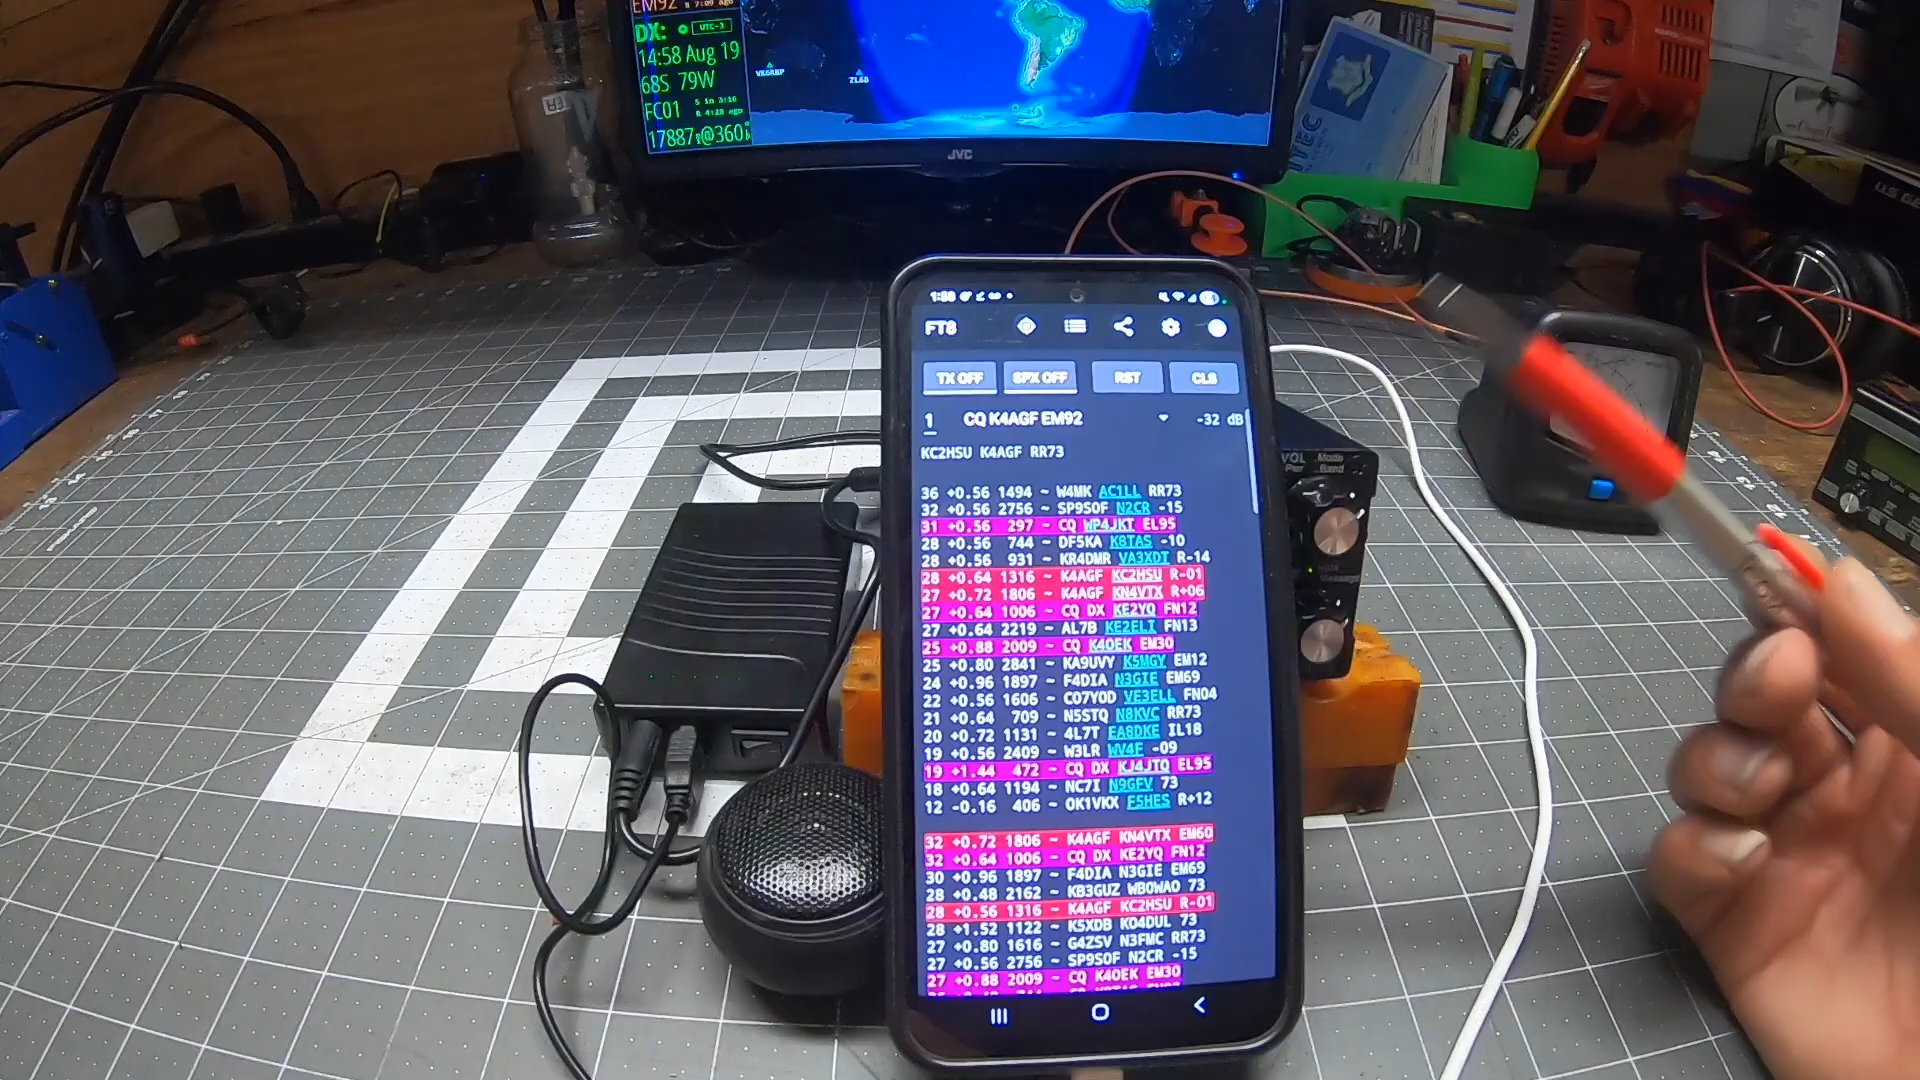 EM92 R 7:09 ago
DX: UTC-3
14:58 Aug 19
68S 79W
FC01
17887
VK6RBP
ZL6B
JVC
1:58
FT8
TX OFF SPX OFF RST CLS
1 CQ K4AGF EM92 -32 dB
KC2HSU K4AGF RR73
36 +0.56 1494 ~ W4MK AC1LL RR73
32 +0.56 2756 ~ SP9SOF N2CR -15
31 +0.56 297 ~ CQ WP4JKT EL95
28 +0.56 744 ~ DF5KA K8TAS -10
28 +0.56 931 ~ KR4DMR VA3XDT R-14
28 +0.64 1316 ~ K4AGF KC2HSU R-01
27 +0.72 1806 ~ K4AGF KN4VTX R+06
27 +0.64 1006 ~ CQ DX KE2YQ FN12
27 +0.64 2219 ~ AL7B KE2ELI FN13
25 +0.88 2009 ~ CQ K4OEK EM30
25 +0.80 2841 ~ KA9UVY K5MGY EM12
24 +0.96 1897 ~ F4DIA N3GIE EM69
22 +0.56 1606 ~ CO7YOD VE3ELL FN04
21 +0.64 709 ~ N5STQ N8KVC RR73
20 +0.72 1131 ~ 4L7T EA8DKE IL18
19 +0.56 2409 ~ W3LR WV4F -09
19 +1.44 472 ~ CQ DX KJ4JTQ EL95
18 +0.64 1194 ~ NC7I N9GFV 73
12 -0.16 406 ~ OK1VKX F5HES R+12
32 +0.72 1806 ~ K4AGF KN4VTX EM60
32 +0.64 1006 ~ CQ DX KE2YQ FN12
30 +0.96 1897 ~ F4DIA N3GIE EM69
28 +0.48 2162 ~ KB3GUZ WB0WAO 73
28 +0.56 1316 ~ K4AGF KC2HSU R-01
28 +1.52 1122 ~ K5XDB KO4DUL 73
27 +0.80 1616 ~ G4ZSV N3FMC RR73
27 +0.56 2756 ~ SP9SOF N2CR -15
27 +0.88 2009 ~ CQ K4OEK EM30
VOL Mode
Pwr Band